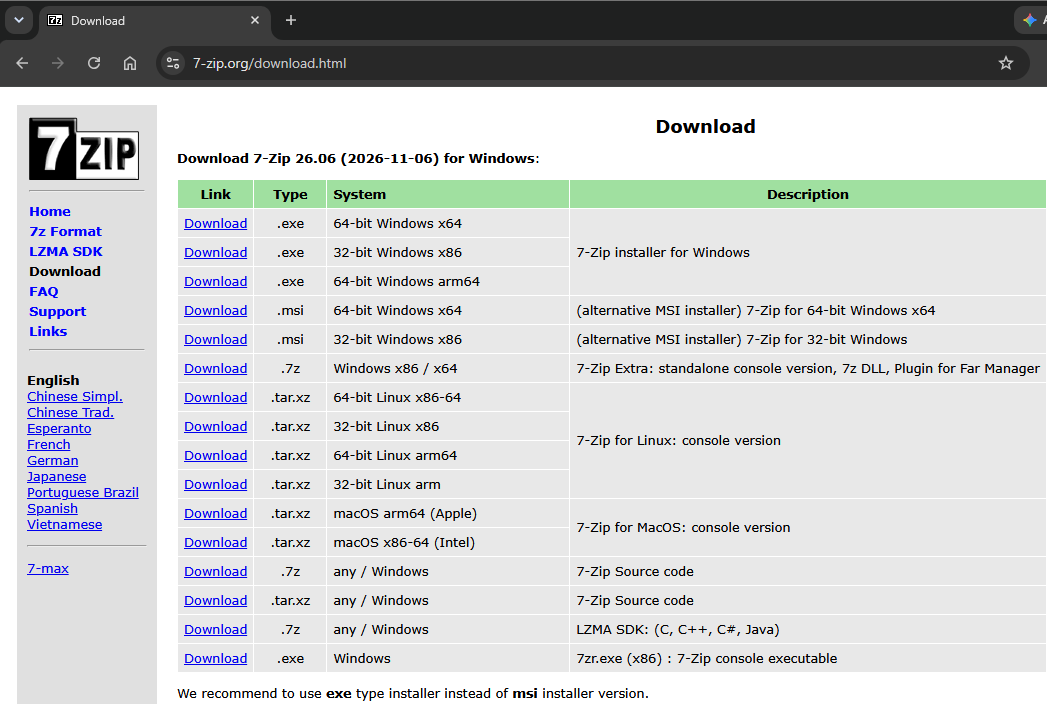 7z Download
7-zip.org/download.html
7ZIP
Home
7z Format
LZMA SDK
Download
FAQ
Support
Links
English
Chinese Simpl.
Chinese Trad.
Esperanto
French
German
Japanese
Portuguese Brazil
Spanish
Vietnamese
7-max
Download
Download 7-Zip 26.06 (2026-11-06) for Windows:
Link Type System Description
Download .exe 64-bit Windows x64
Download .exe 32-bit Windows x86 7-Zip installer for Windows
Download .exe 64-bit Windows arm64
Download .msi 64-bit Windows x64 (alternative MSI installer) 7-Zip for 64-bit Windows x64
Download .msi 32-bit Windows x86 (alternative MSI installer) 7-Zip for 32-bit Windows
Download .7z Windows x86 / x64 7-Zip Extra: standalone console version, 7z DLL, Plugin for Far Manager
Download .tar.xz 64-bit Linux x86-64
Download .tar.xz 32-bit Linux x86 7-Zip for Linux: console version
Download .tar.xz 64-bit Linux arm64
Download .tar.xz 32-bit Linux arm
Download .tar.xz macOS arm64 (Apple) 7-Zip for MacOS: console version
Download .tar.xz macOS x86-64 (Intel)
Download .7z any / Windows 7-Zip Source code
Download .tar.xz any / Windows 7-Zip Source code
Download .7z any / Windows LZMA SDK: (C, C++, C#, Java)
Download .exe Windows 7zr.exe (x86) : 7-Zip console executable
We recommend to use exe type installer instead of msi installer version.